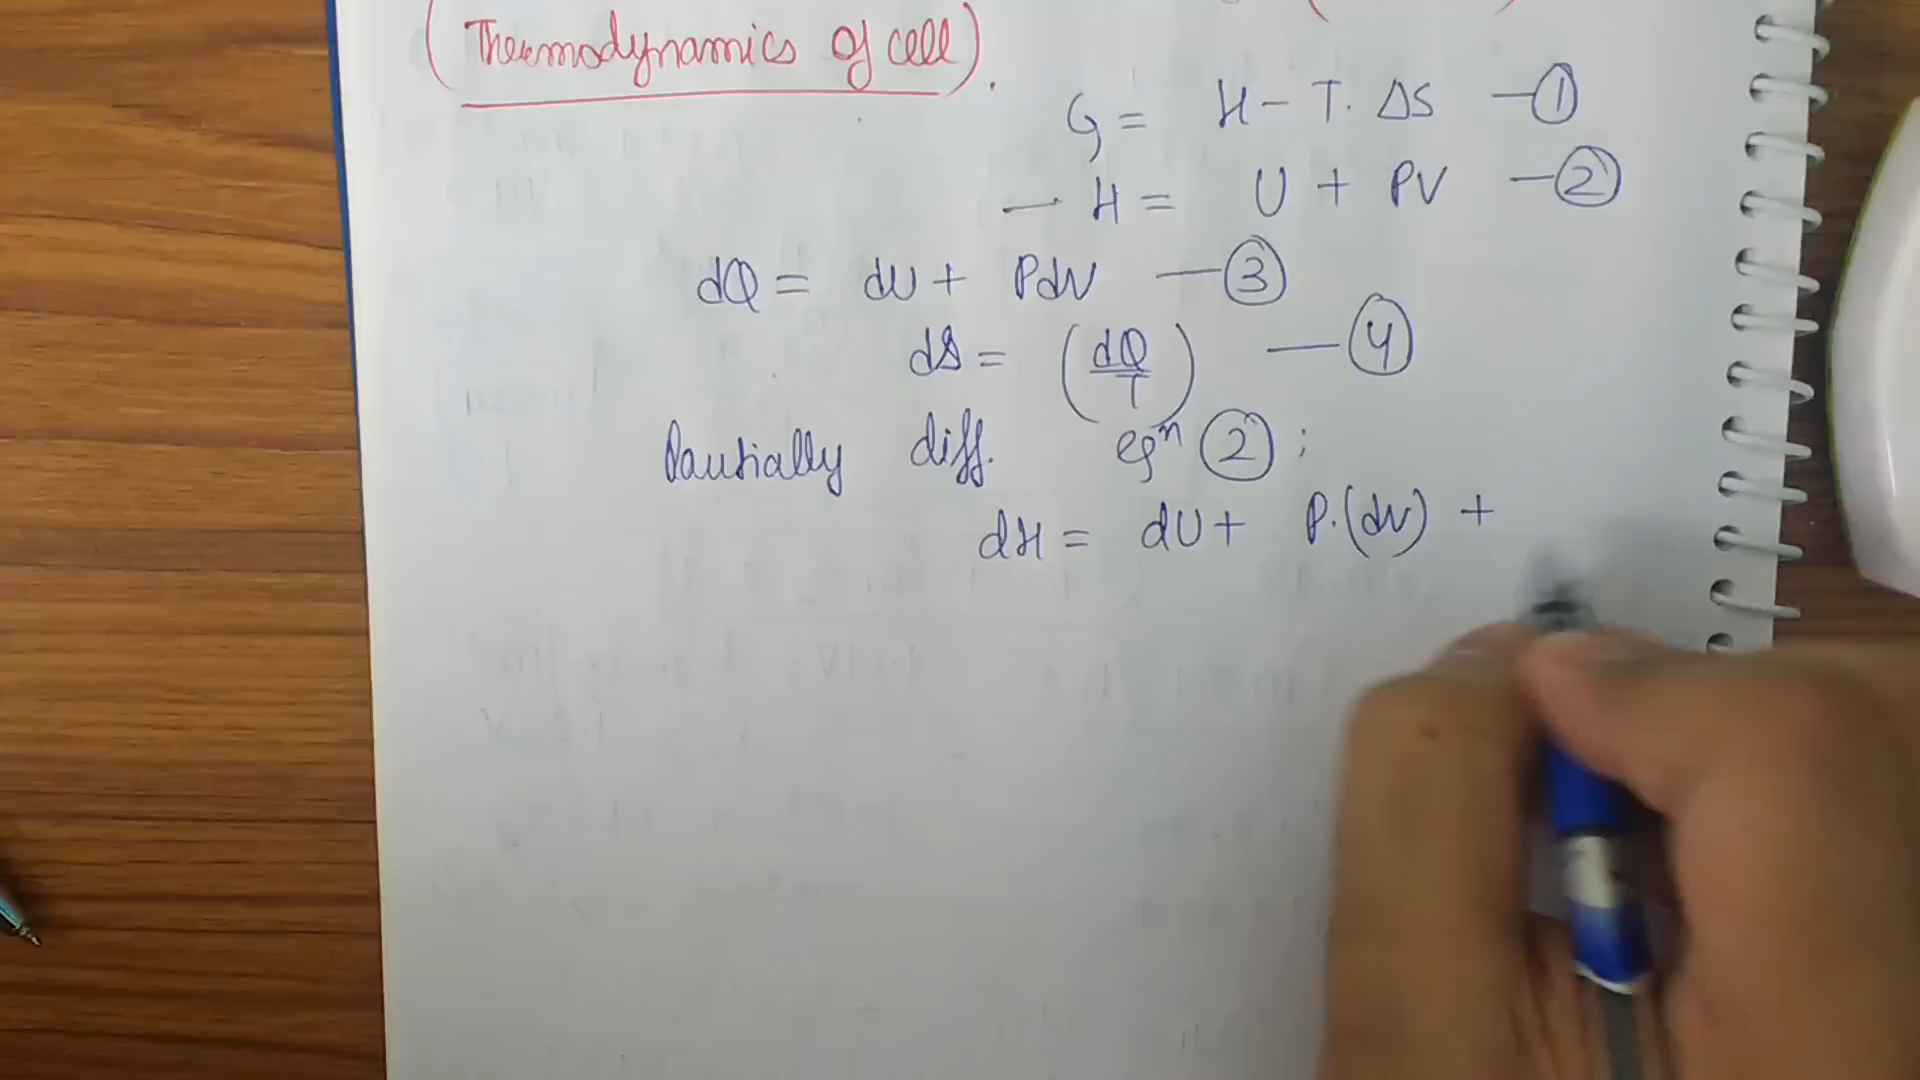 (Thermodynamics of cell).
G = H - T. ΔS - ①
- H = U + PV - ②
dQ = dU + PdV - ③
dS = (dQ/T) - ④
Partially diff. eqⁿ ② ;
dH = dU + P.(dV) +